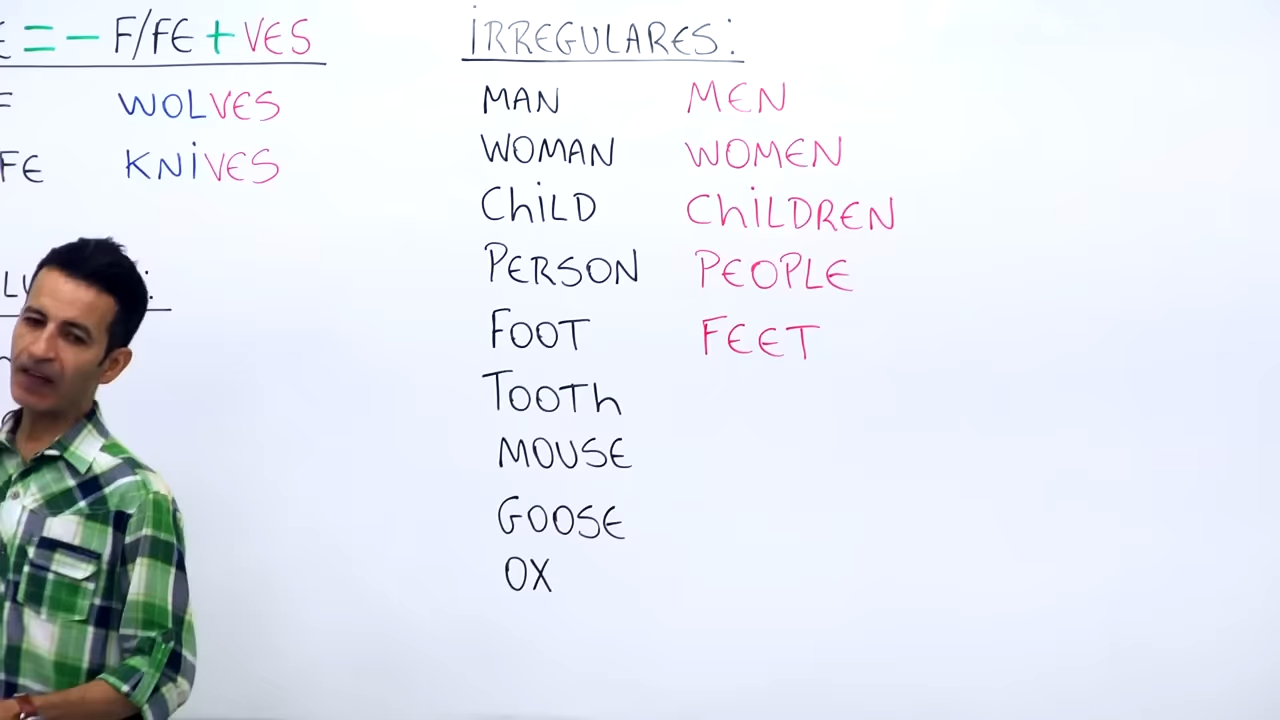 E = - F/FE + VES
F WOLVES
FE KNIVES
LU :
IRREGULARES:
MAN MEN
WOMAN WOMEN
CHILD CHILDREN
PERSON PEOPLE
FOOT FEET
TOOTH
MOUSE
GOOSE
OX